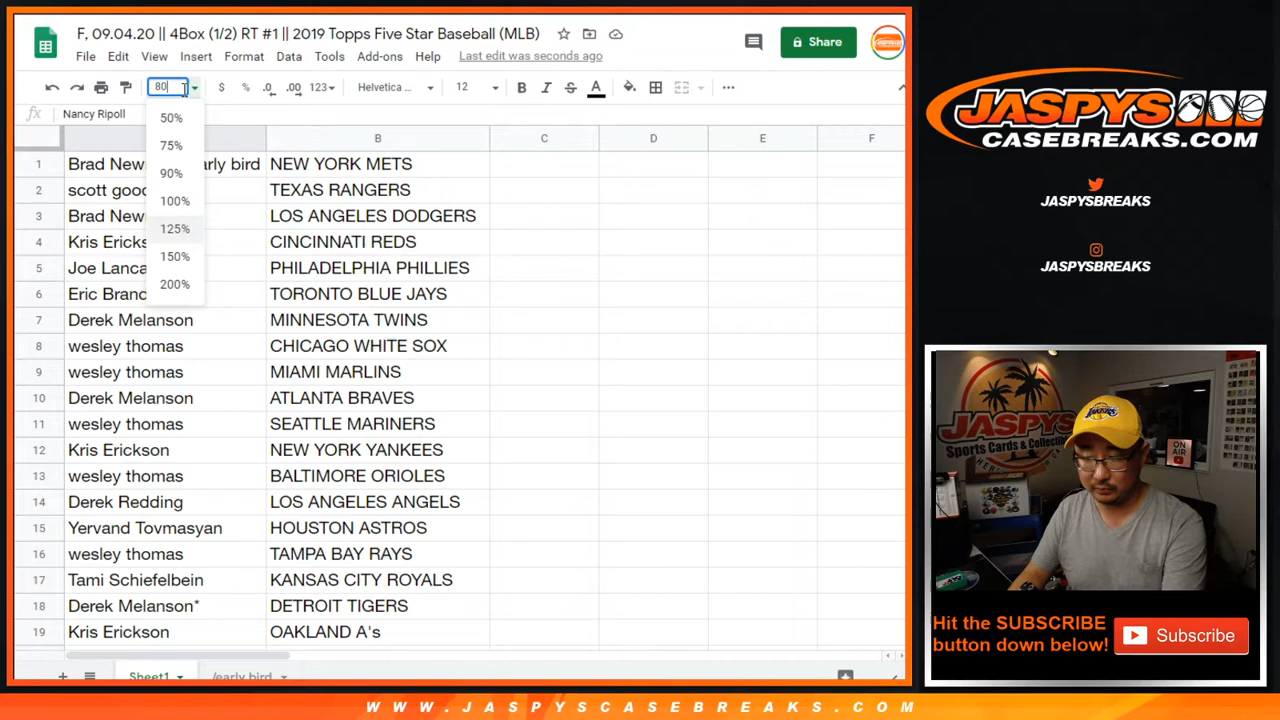 F, 09.04.20 || 4Box (1/2) RT #1 || 2019 Topps Five Star Baseball (MLB)
File Edit View Insert Format Data Tools Add-ons Help Last edit was seconds ago
Share
80 $ % .0 .00 123 Helvetica ... 12 B I S A
fx Nancy Ripoll
50%
75%
90%
100%
125%
150%
200%
B C D E F
1 Brad New arly bird NEW YORK METS
2 scott good TEXAS RANGERS
3 Brad New LOS ANGELES DODGERS
4 Kris Ericks CINCINNATI REDS
5 Joe Lanca PHILADELPHIA PHILLIES
6 Eric Brand TORONTO BLUE JAYS
7 Derek Melanson MINNESOTA TWINS
8 wesley thomas CHICAGO WHITE SOX
9 wesley thomas MIAMI MARLINS
10 Derek Melanson ATLANTA BRAVES
11 wesley thomas SEATTLE MARINERS
12 Kris Erickson NEW YORK YANKEES
13 wesley thomas BALTIMORE ORIOLES
14 Derek Redding LOS ANGELES ANGELS
15 Yervand Tovmasyan HOUSTON ASTROS
16 wesley thomas TAMPA BAY RAYS
17 Tami Schiefelbein KANSAS CITY ROYALS
18 Derek Melanson* DETROIT TIGERS
19 Kris Erickson OAKLAND A's
Sheet1 /early bird
JASPYS
CASEBREAKS.COM
JASPYSBREAKS
JASPYSBREAKS
JASPYS
Sports Cards & Collectibles
ON
AIR
Hit the SUBSCRIBE
button down below!
Subscribe
WWW.JASPYSCASEBREAKS.COM